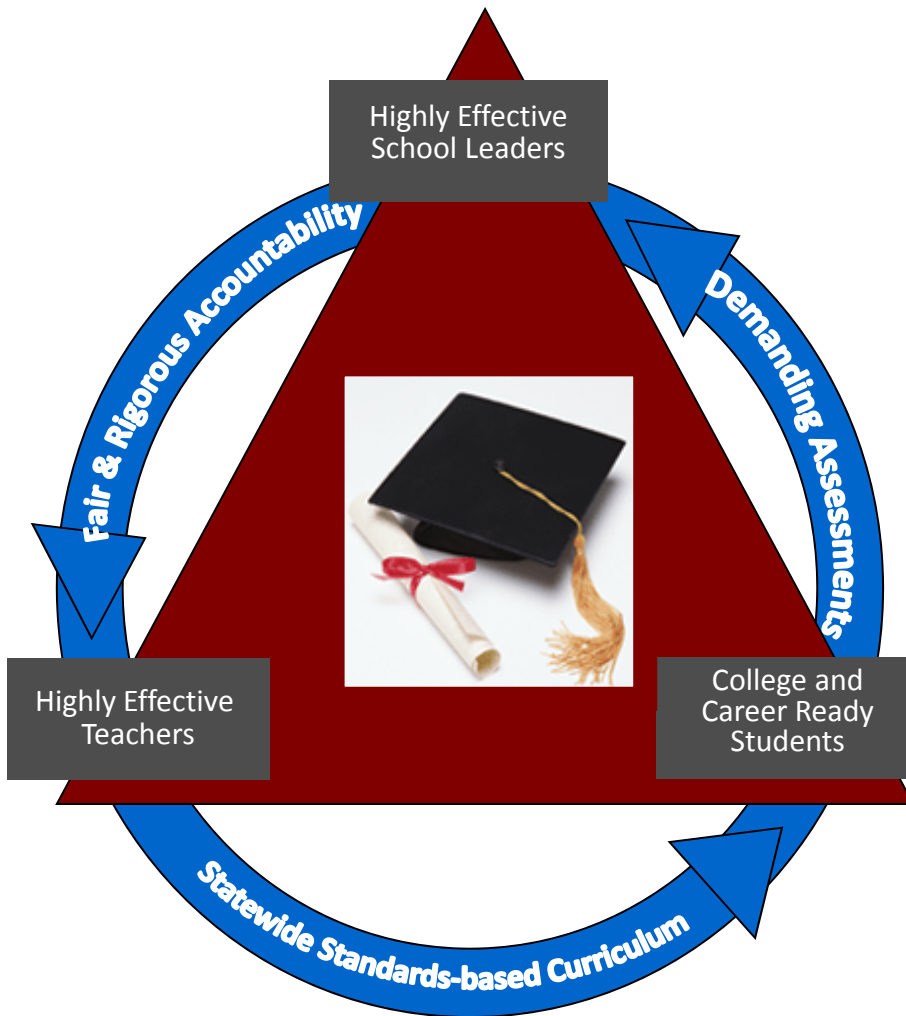 Highly Effective
School Leaders
Fair & Rigorous Accountability
Demanding Assessments
Highly Effective
Teachers
College and
Career Ready
Students
Statewide Standards-based Curriculum